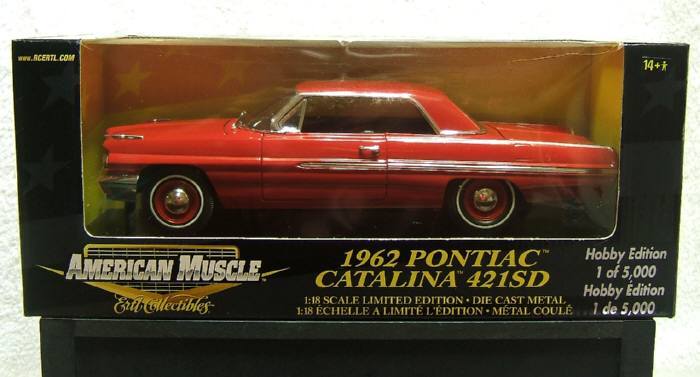 www.RCERTL.COM
14+
AMERICAN MUSCLE
Ertl Collectibles
1962 PONTIAC™
CATALINA™ 421SD
1:18 SCALE LIMITED EDITION • DIE CAST METAL
1:18 ÉCHELLE A LIMITÉ L'ÉDITION • MÉTAL COULÉ
Hobby Edition
1 of 5,000
Hobby Edition
1 de 5,000